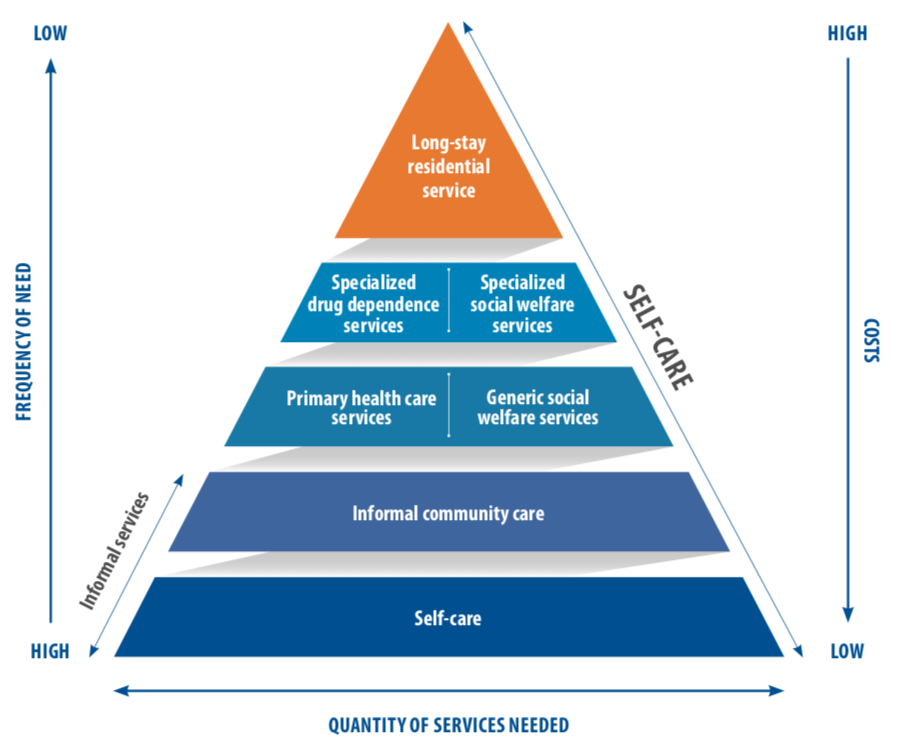 LOW
HIGH
Long-stay
residential
service
Specialized
drug dependence
services
Specialized
social welfare
services
SELF-CARE
FREQUENCY OF NEED
COSTS
Primary health care
services
Generic social
welfare services
Informal services
Informal community care
Self-care
HIGH
LOW
QUANTITY OF SERVICES NEEDED